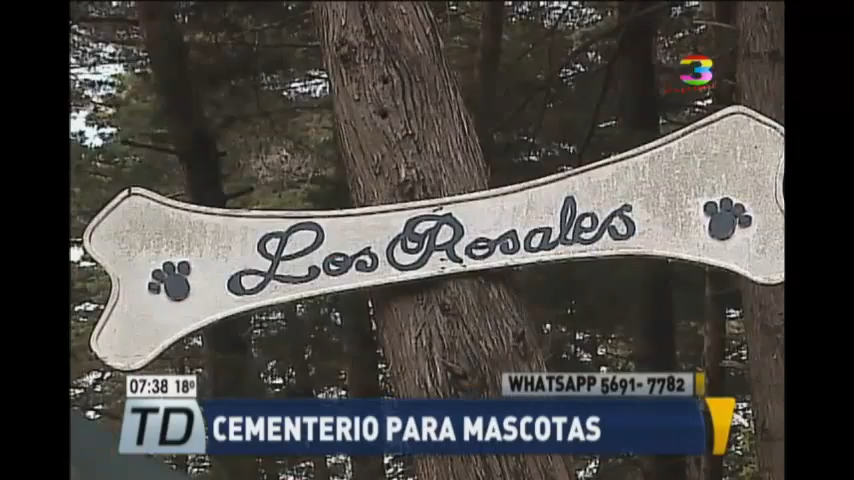 3
Los Rosales
07:38 18º
WHATSAPP 5691-7782
TD
CEMENTERIO PARA MASCOTAS